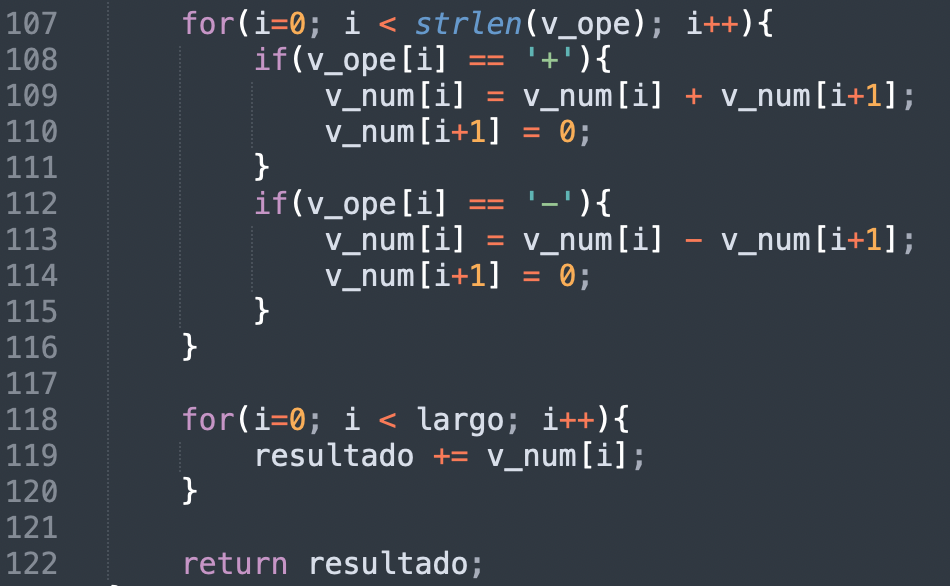 107 for(i=0; i < strlen(v_ope); i++){
108 if(v_ope[i] == '+'){
109 v_num[i] = v_num[i] + v_num[i+1];
110 v_num[i+1] = 0;
111 }
112 if(v_ope[i] == '-'){
113 v_num[i] = v_num[i] - v_num[i+1];
114 v_num[i+1] = 0;
115 }
116 }
117
118 for(i=0; i < largo; i++){
119 resultado += v_num[i];
120 }
121
122 return resultado;